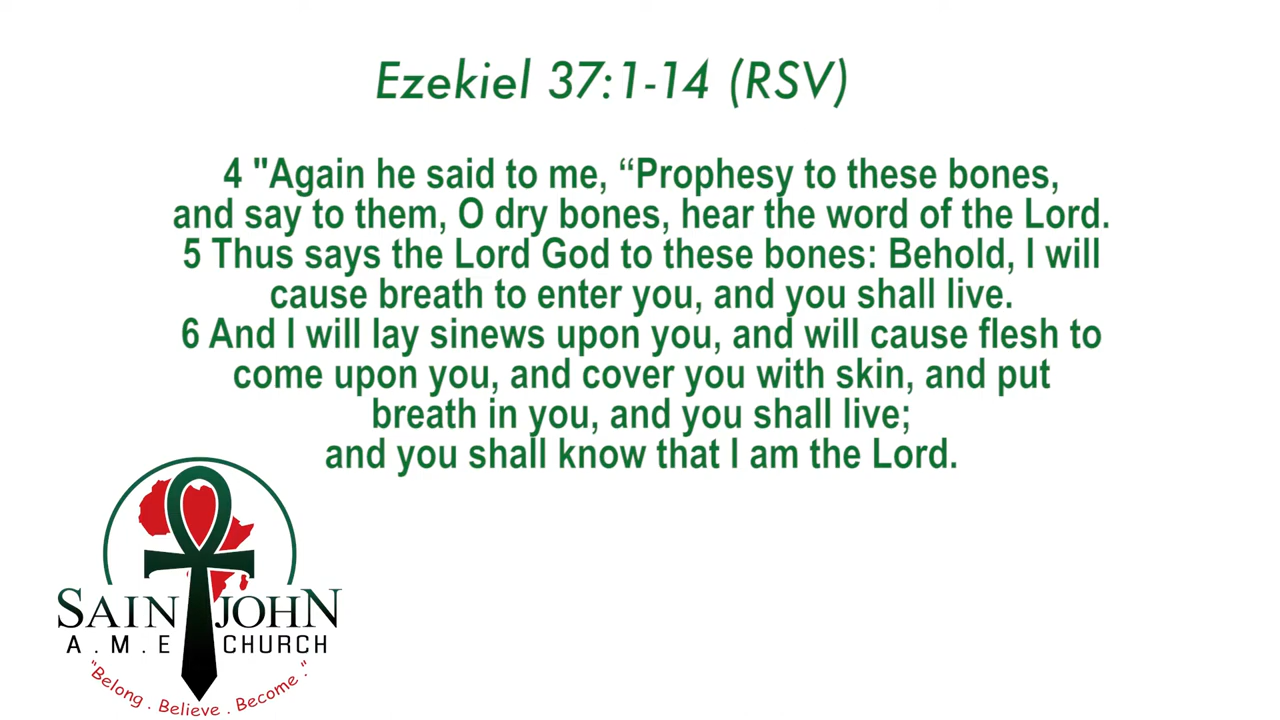 Ezekiel 37:1-14 (RSV)
4 "Again he said to me, “Prophesy to these bones,
and say to them, O dry bones, hear the word of the Lord.
5 Thus says the Lord God to these bones: Behold, I will
cause breath to enter you, and you shall live.
6 And I will lay sinews upon you, and will cause flesh to
come upon you, and cover you with skin, and put
breath in you, and you shall live;
and you shall know that I am the Lord.
SAINT JOHN
A.M.E CHURCH
"Belong . Believe . Become ."